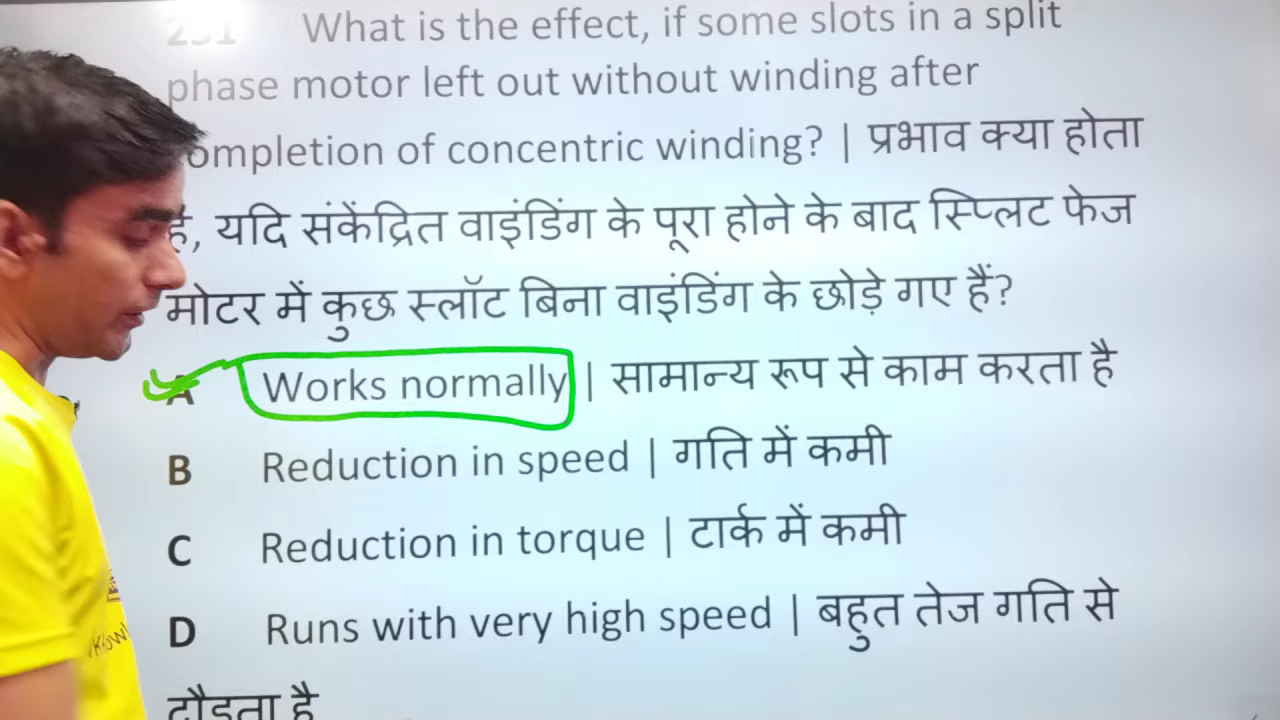 231 What is the effect, if some slots in a split
phase motor left out without winding after
ompletion of concentric winding? | प्रभाव क्या होता
है, यदि संकेंद्रित वाइंडिंग के पूरा होने के बाद स्प्लिट फेज
मोटर में कुछ स्लॉट बिना वाइंडिंग के छोड़े गए हैं?
A Works normally | सामान्य रूप से काम करता है
B Reduction in speed | गति में कमी
C Reduction in torque | टार्क में कमी
D Runs with very high speed | बहुत तेज गति से
दौड़ता है